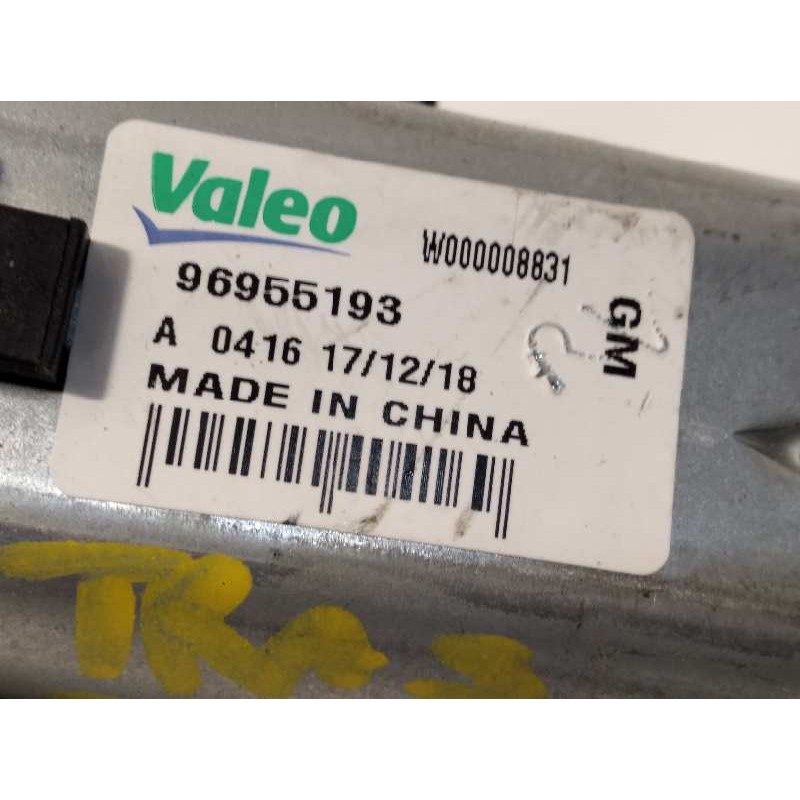 Valeo
W000008831
96955193
GM
A 0416 17/12/18
MADE IN CHINA